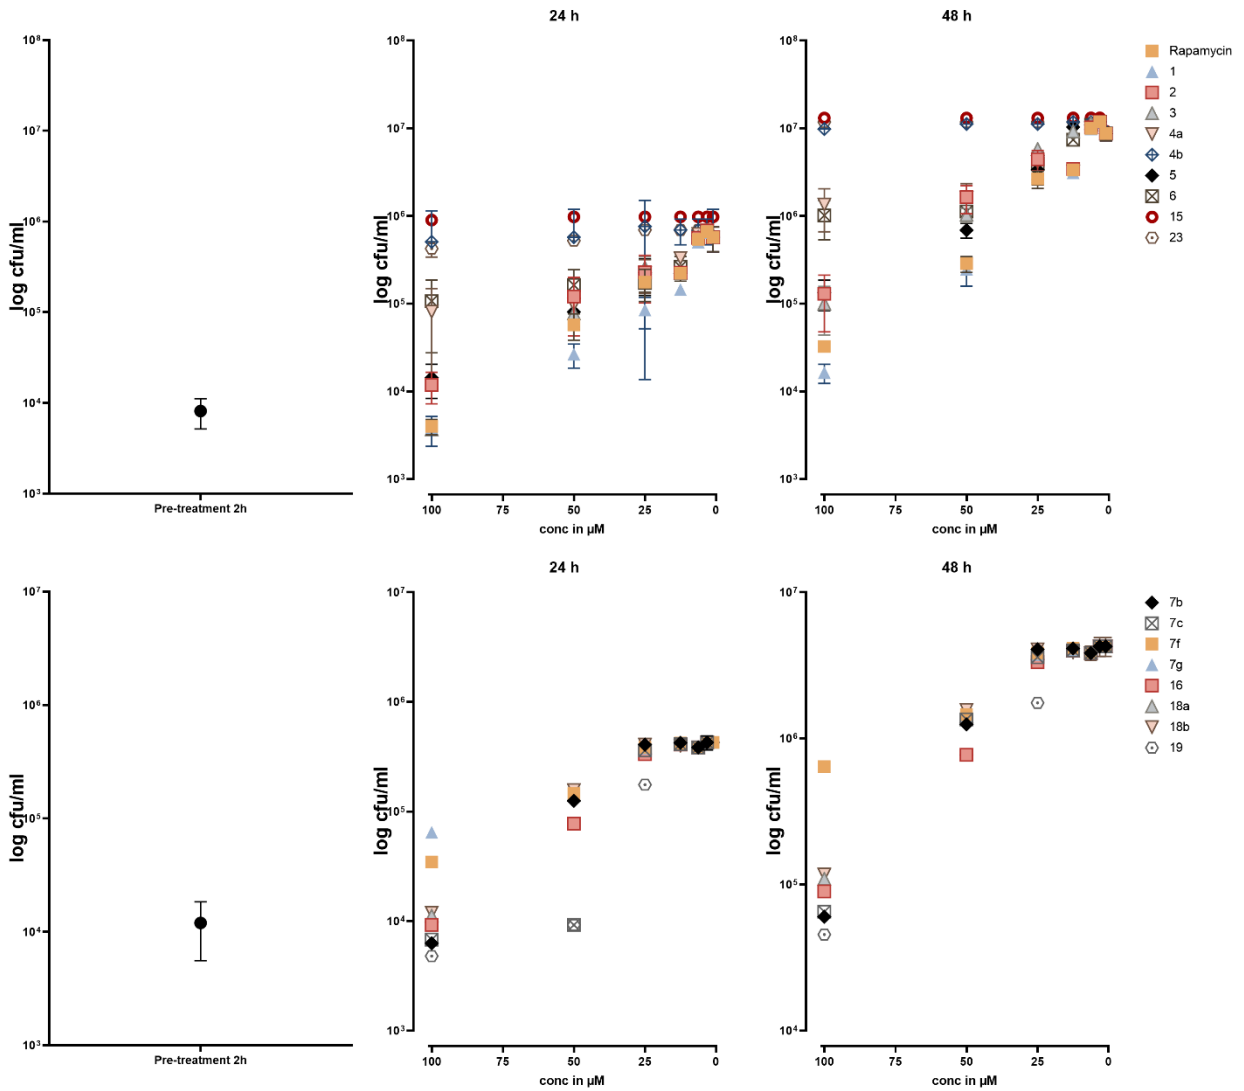 24 h
48 h
10⁸
10⁷
10⁶
10⁵
10⁴
10³
log cfu/ml
Pre-treatment 2h
10⁸
10⁷
10⁶
10⁵
10⁴
10³
log cfu/ml
100
75
50
25
0
conc in µM
10⁸
10⁷
10⁶
10⁵
10⁴
10³
log cfu/ml
100
75
50
25
0
conc in µM
Rapamycin
1
2
3
4a
4b
5
6
15
23
24 h
48 h
10⁷
10⁶
10⁵
10⁴
10³
log cfu/ml
Pre-treatment 2h
10⁷
10⁶
10⁵
10⁴
10³
log cfu/ml
100
75
50
25
0
conc in µM
10⁷
10⁶
10⁵
10⁴
log cfu/ml
100
75
50
25
0
conc in µM
7b
7c
7f
7g
16
18a
18b
19